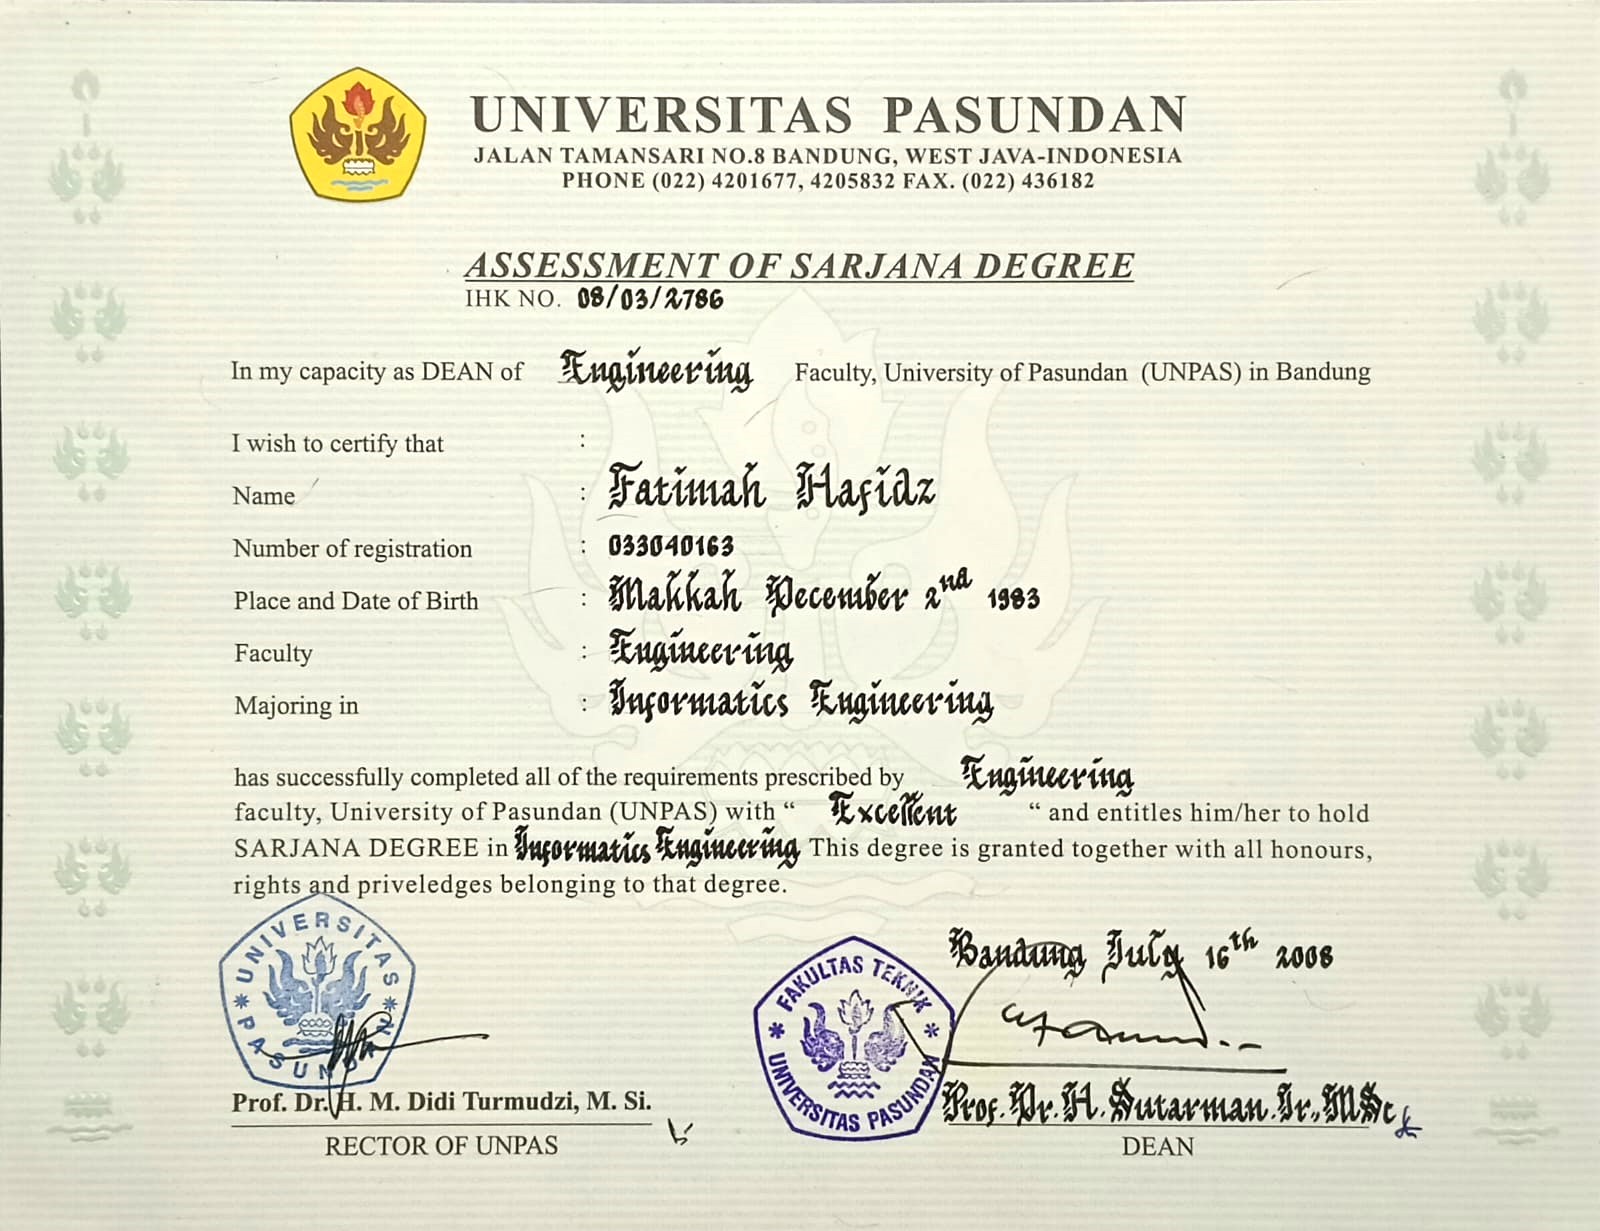 UNIVERSITAS PASUNDAN
JALAN TAMANSARI NO.8 BANDUNG, WEST JAVA-INDONESIA
PHONE (022) 4201677, 4205832 FAX. (022) 436182
ASSESSMENT OF SARJANA DEGREE
IHK NO. 08/03/2786
In my capacity as DEAN of Engineering Faculty, University of Pasundan (UNPAS) in Bandung
I wish to certify that :
Name : Fatimah Hafidz
Number of registration : 033040163
Place and Date of Birth : Makkah December 2nd 1983
Faculty : Engineering
Majoring in : Informatics Engineering
has successfully completed all of the requirements prescribed by Engineering
faculty, University of Pasundan (UNPAS) with “ Excellent “ and entitles him/her to hold
SARJANA DEGREE in Informatics Engineering This degree is granted together with all honours,
rights and priveledges belonging to that degree.
Bandung July 16th 2008
UNIVERSITAS PASUNDAN
FAKULTAS TEKNIK
UNIVERSITAS PASUNDAN
Prof. Dr. H. M. Didi Turmudzi, M. Si.
RECTOR OF UNPAS
Prof. Dr. H. Sutarman. Ir., MSc
DEAN